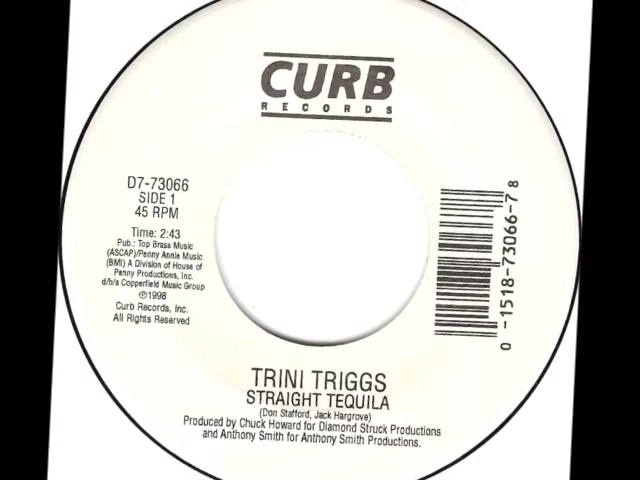 CURB
RECORDS
D7-73066
SIDE 1
45 RPM
Time: 2:43
Pub.: Top Brass Music
(ASCAP)/Penny Annie Music
(BMI) A Division of House of
Penny Productions, Inc.
d/b/a Copperfield Music Group
℗1998
Curb Records, Inc.
All Rights Reserved
0 -1518-73066-7 8
TRINI TRIGGS
STRAIGHT TEQUILA
(Don Stafford, Jack Hargrove)
Produced by Chuck Howard for Diamond Struck Productions
and Anthony Smith for Anthony Smith Productions.